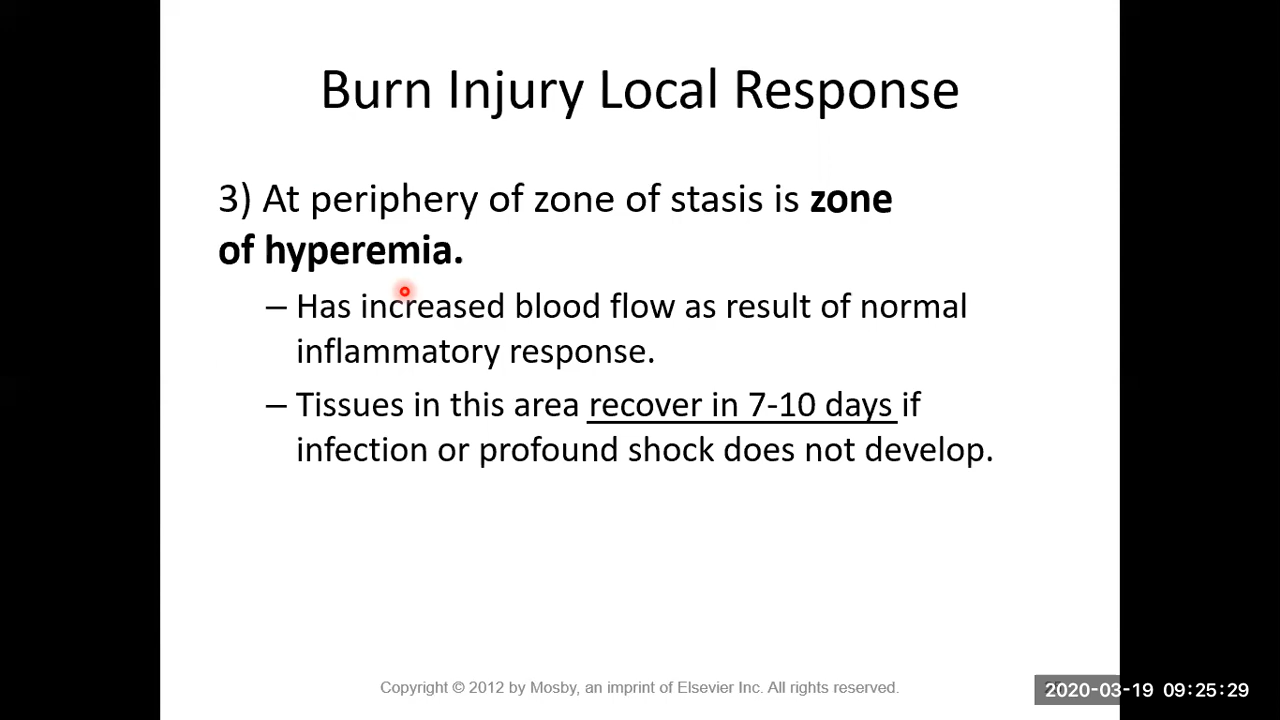 Burn Injury Local Response
3) At periphery of zone of stasis is zone
of hyperemia.
– Has increased blood flow as result of normal
inflammatory response.
– Tissues in this area recover in 7-10 days if
infection or profound shock does not develop.
Copyright © 2012 by Mosby, an imprint of Elsevier Inc. All rights reserved.
2020-03-19 09:25:29